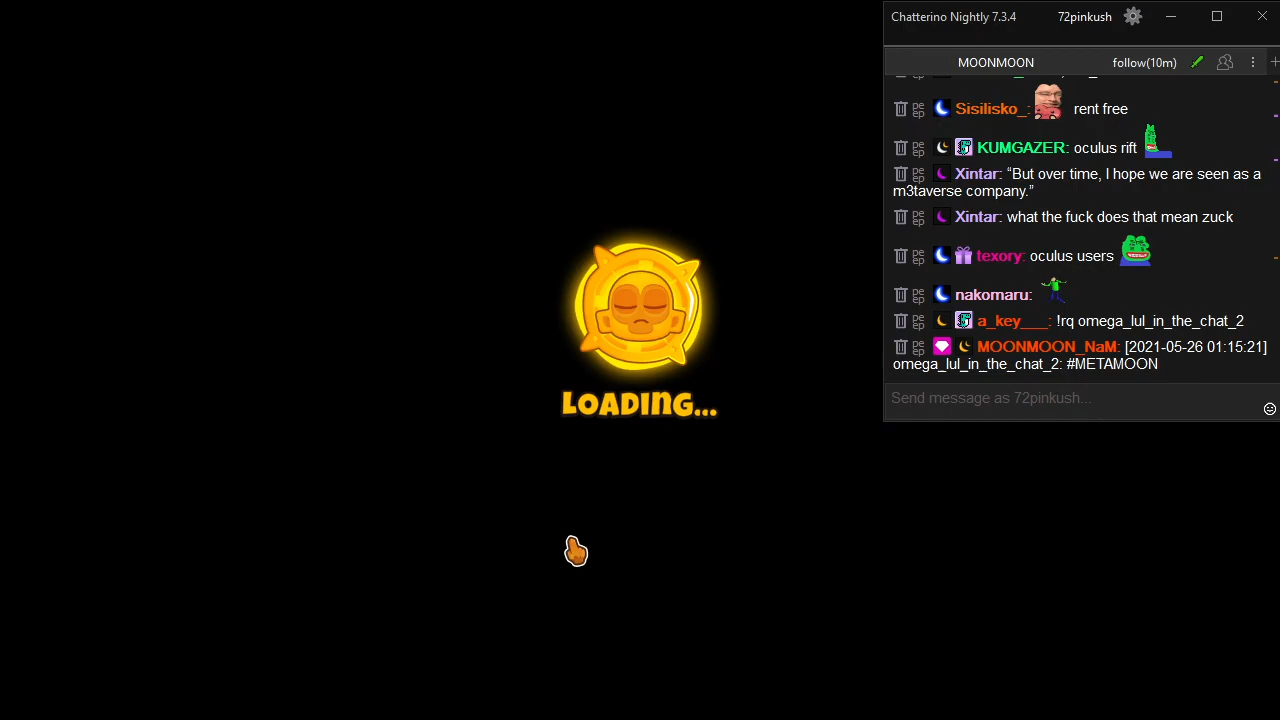 Chatterino Nightly 7.3.4
72pinkush
MOONMOON
follow(10m)
Sisilisko_: rent free
KUMGAZER: oculus rift
Xintar: “But over time, I hope we are seen as a
m3taverse company.”
Xintar: what the fuck does that mean zuck
texory: oculus users
nakomaru:
a_key___: !rq omega_lul_in_the_chat_2
MOONMOON_NaM: [2021-05-26 01:15:21]
omega_lul_in_the_chat_2: #METAMOON
Send message as 72pinkush...
LOADING...